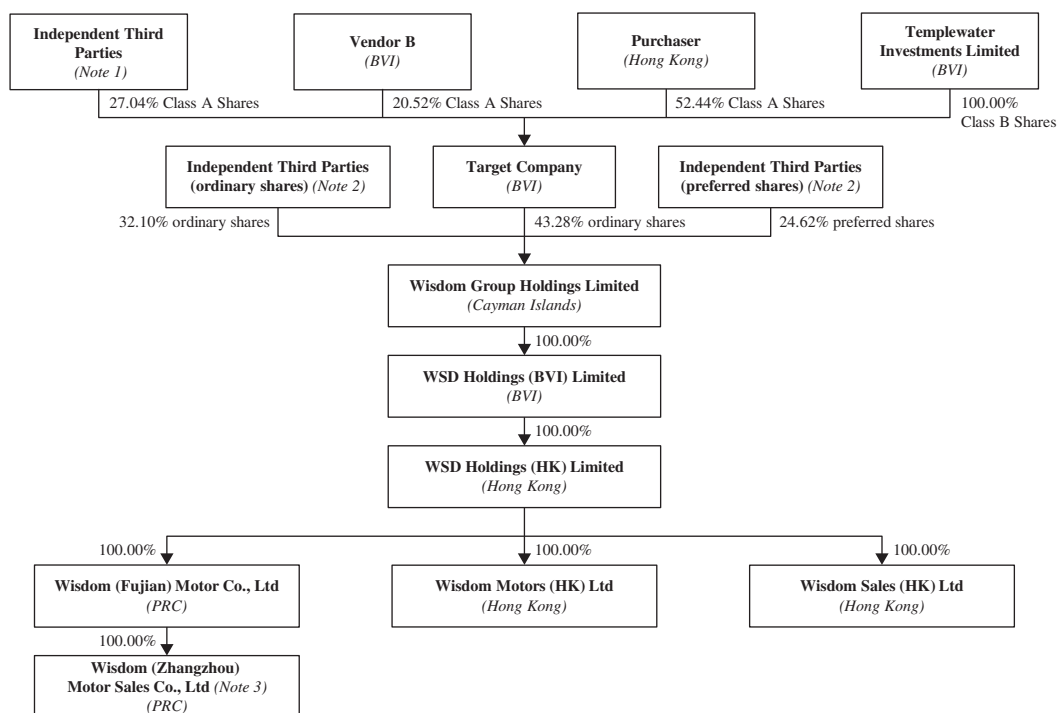 Independent Third
Parties
(Note 1)
Vendor B
(BVI)
Purchaser
(Hong Kong)
Templewater
Investments Limited
(BVI)
27.04% Class A Shares
20.52% Class A Shares
52.44% Class A Shares
100.00%
Class B Shares
Independent Third Parties
(ordinary shares) (Note 2)
Target Company
(BVI)
Independent Third Parties
(preferred shares) (Note 2)
32.10% ordinary shares
43.28% ordinary shares
24.62% preferred shares
Wisdom Group Holdings Limited
(Cayman Islands)
100.00%
WSD Holdings (BVI) Limited
(BVI)
100.00%
WSD Holdings (HK) Limited
(Hong Kong)
100.00%
100.00%
100.00%
Wisdom (Fujian) Motor Co., Ltd
(PRC)
Wisdom Motors (HK) Ltd
(Hong Kong)
Wisdom Sales (HK) Ltd
(Hong Kong)
100.00%
Wisdom (Zhangzhou)
Motor Sales Co., Ltd (Note 3)
(PRC)